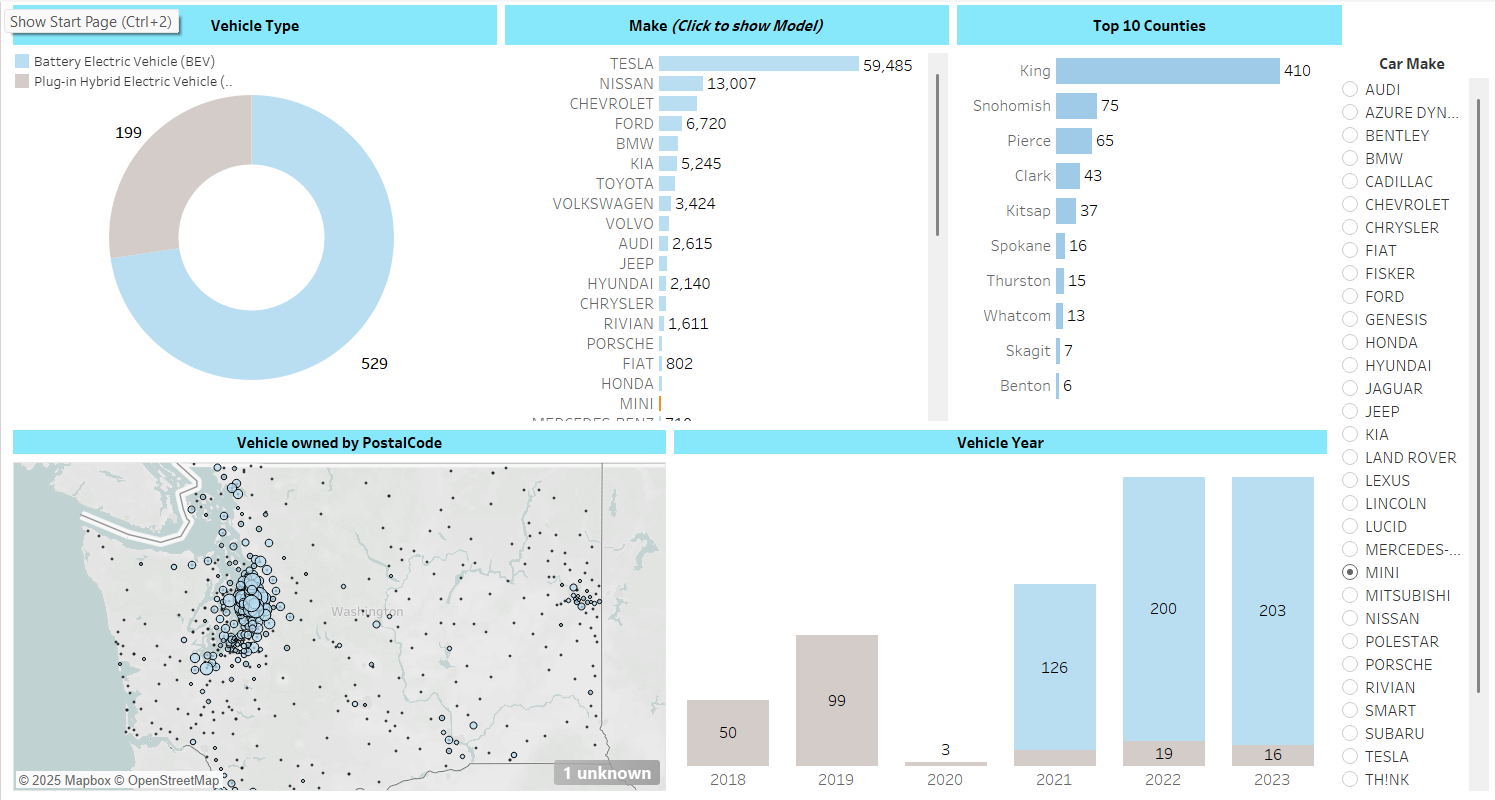 Show Start Page (Ctrl+2)
Vehicle Type
Battery Electric Vehicle (BEV)
Plug-in Hybrid Electric Vehicle (..
199
529
Make (Click to show Model)
TESLA 59,485
NISSAN 13,007
CHEVROLET
FORD 6,720
BMW
KIA 5,245
TOYOTA
VOLKSWAGEN 3,424
VOLVO
AUDI 2,615
JEEP
HYUNDAI 2,140
CHRYSLER
RIVIAN 1,611
PORSCHE
FIAT 802
HONDA
MINI
Top 10 Counties
King 410
Snohomish 75
Pierce 65
Clark 43
Kitsap 37
Spokane 16
Thurston 15
Whatcom 13
Skagit 7
Benton 6
Car Make
AUDI
AZURE DYN...
BENTLEY
BMW
CADILLAC
CHEVROLET
CHRYSLER
FIAT
FISKER
FORD
GENESIS
HONDA
HYUNDAI
JAGUAR
JEEP
KIA
LAND ROVER
LEXUS
LINCOLN
LUCID
MERCEDES-...
MINI
MITSUBISHI
NISSAN
POLESTAR
PORSCHE
RIVIAN
SMART
SUBARU
TESLA
TH!NK
Vehicle owned by PostalCode
Washington
© 2025 Mapbox © OpenStreetMap
1 unknown
Vehicle Year
50
99
3
126
200
19
203
16
2018 2019 2020 2021 2022 2023